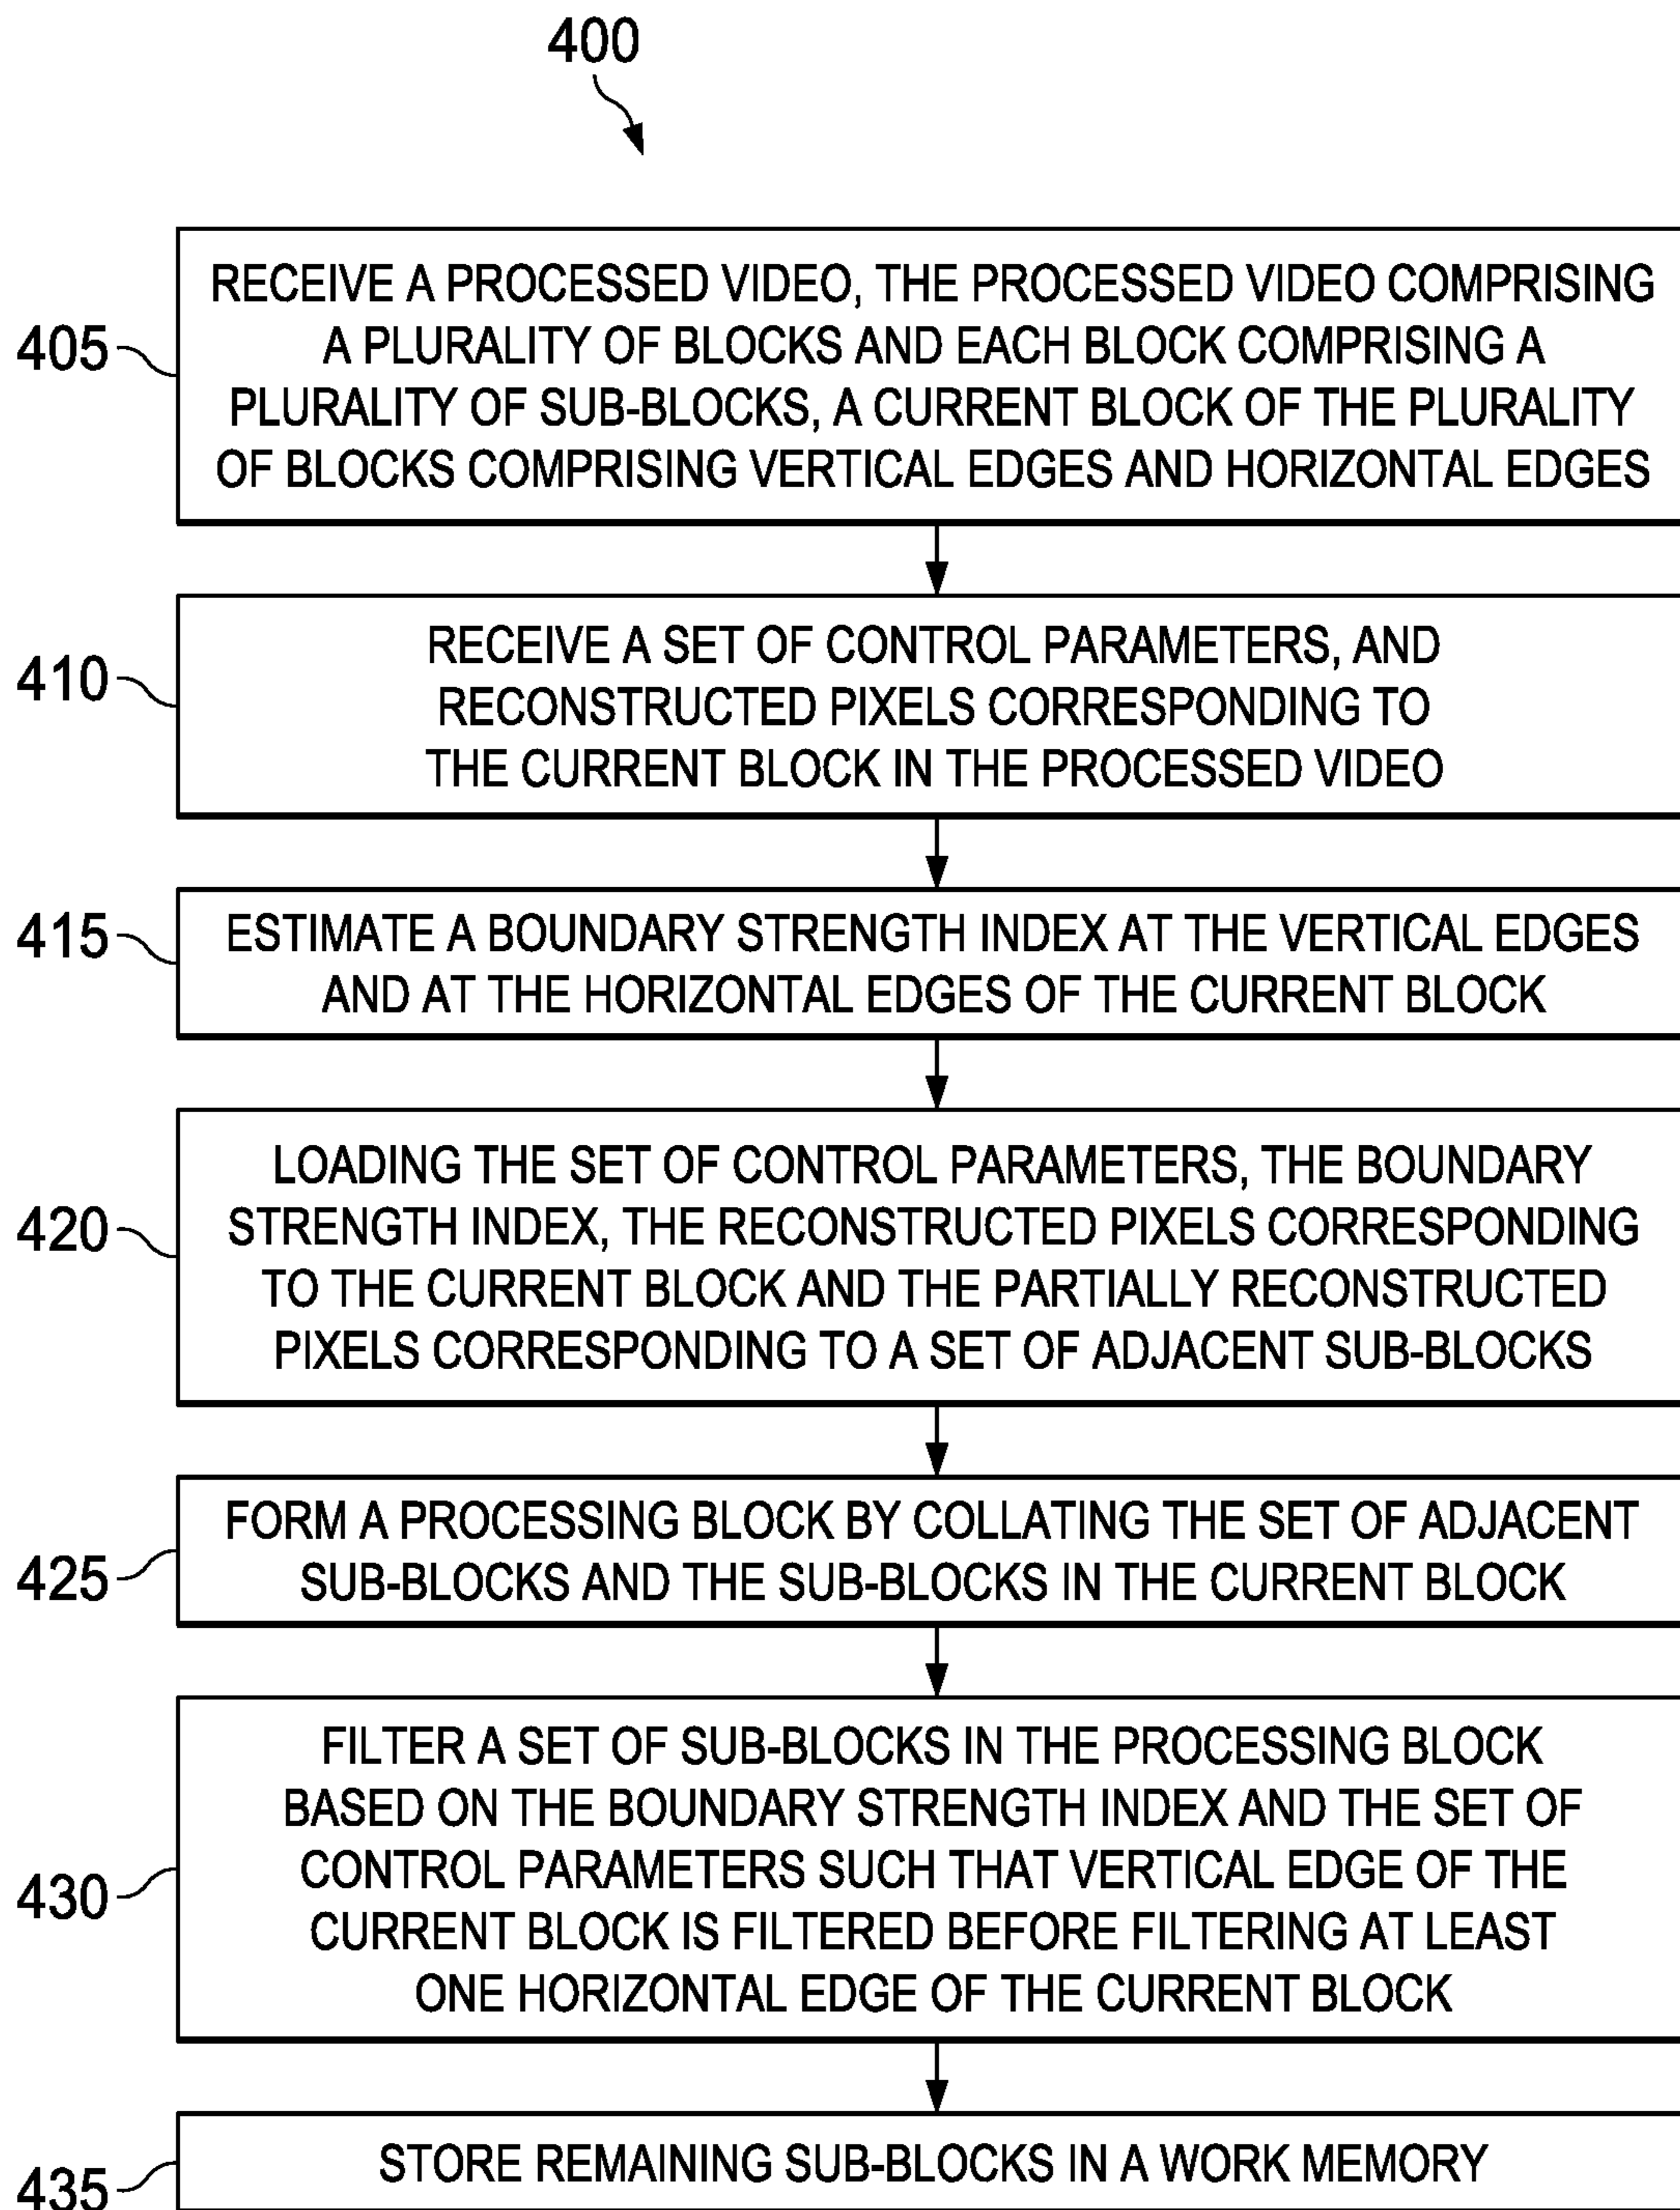 400
405
RECEIVE A PROCESSED VIDEO, THE PROCESSED VIDEO COMPRISING
A PLURALITY OF BLOCKS AND EACH BLOCK COMPRISING A
PLURALITY OF SUB-BLOCKS, A CURRENT BLOCK OF THE PLURALITY
OF BLOCKS COMPRISING VERTICAL EDGES AND HORIZONTAL EDGES
410
RECEIVE A SET OF CONTROL PARAMETERS, AND
RECONSTRUCTED PIXELS CORRESPONDING TO
THE CURRENT BLOCK IN THE PROCESSED VIDEO
415
ESTIMATE A BOUNDARY STRENGTH INDEX AT THE VERTICAL EDGES
AND AT THE HORIZONTAL EDGES OF THE CURRENT BLOCK
420
LOADING THE SET OF CONTROL PARAMETERS, THE BOUNDARY
STRENGTH INDEX, THE RECONSTRUCTED PIXELS CORRESPONDING
TO THE CURRENT BLOCK AND THE PARTIALLY RECONSTRUCTED
PIXELS CORRESPONDING TO A SET OF ADJACENT SUB-BLOCKS
425
FORM A PROCESSING BLOCK BY COLLATING THE SET OF ADJACENT
SUB-BLOCKS AND THE SUB-BLOCKS IN THE CURRENT BLOCK
430
FILTER A SET OF SUB-BLOCKS IN THE PROCESSING BLOCK
BASED ON THE BOUNDARY STRENGTH INDEX AND THE SET OF
CONTROL PARAMETERS SUCH THAT VERTICAL EDGE OF THE
CURRENT BLOCK IS FILTERED BEFORE FILTERING AT LEAST
ONE HORIZONTAL EDGE OF THE CURRENT BLOCK
435
STORE REMAINING SUB-BLOCKS IN A WORK MEMORY